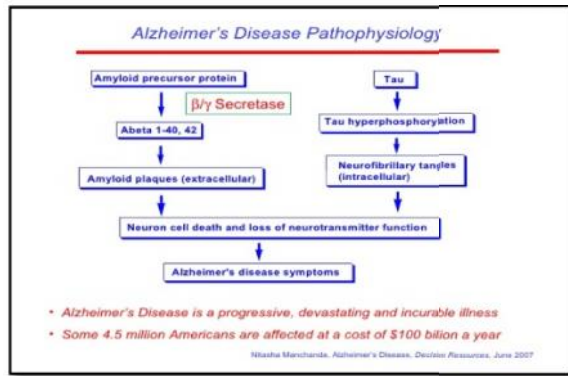 Alzheimer's Disease Pathophysiology
Amyloid precursor protein
β/γ Secretase
Abeta 1-40, 42
Amyloid plaques (extracellular)
Tau
Tau hyperphosphorylation
Neurofibrillary tangles
(intracellular)
Neuron cell death and loss of neurotransmitter function
Alzheimer's disease symptoms
• Alzheimer's Disease is a progressive, devastating and incurable illness
• Some 4.5 million Americans are affected at a cost of $100 bilion a year
Nitasha Manchanda, Alzheimer's Disease, Decision Resources, June 2007